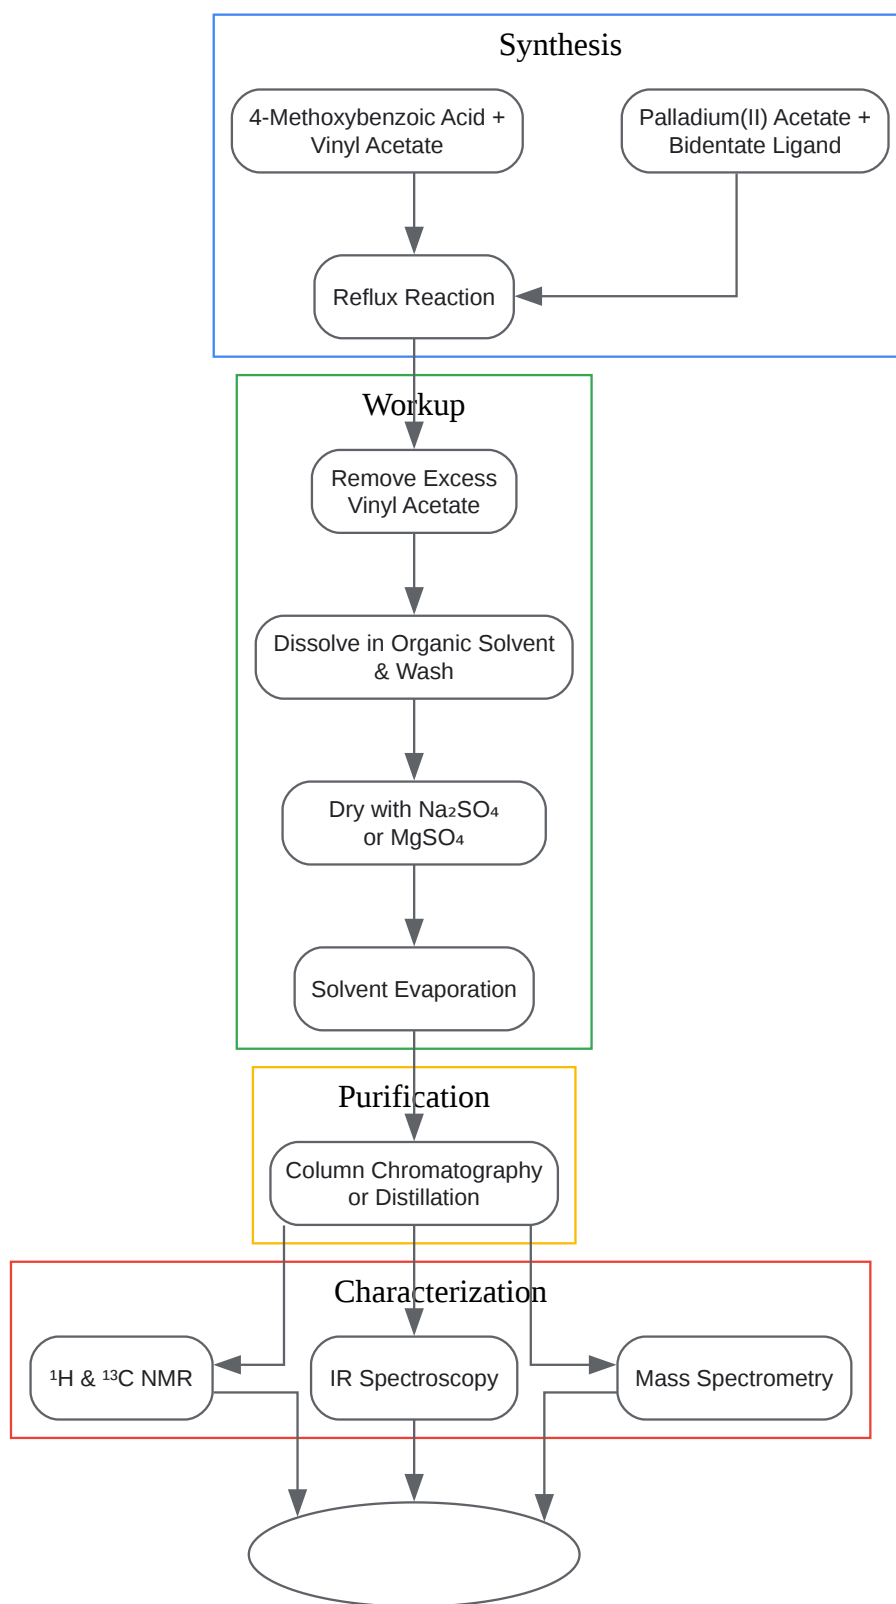 Synthesis
4-Methoxybenzoic Acid +
Vinyl Acetate
Palladium(II) Acetate +
Bidentate Ligand
Reflux Reaction
Workup
Remove Excess
Vinyl Acetate
Dissolve in Organic Solvent
& Wash
Dry with Na₂SO₄
or MgSO₄
Solvent Evaporation
Purification
Column Chromatography
or Distillation
Characterization
¹H & ¹³C NMR
IR Spectroscopy
Mass Spectrometry